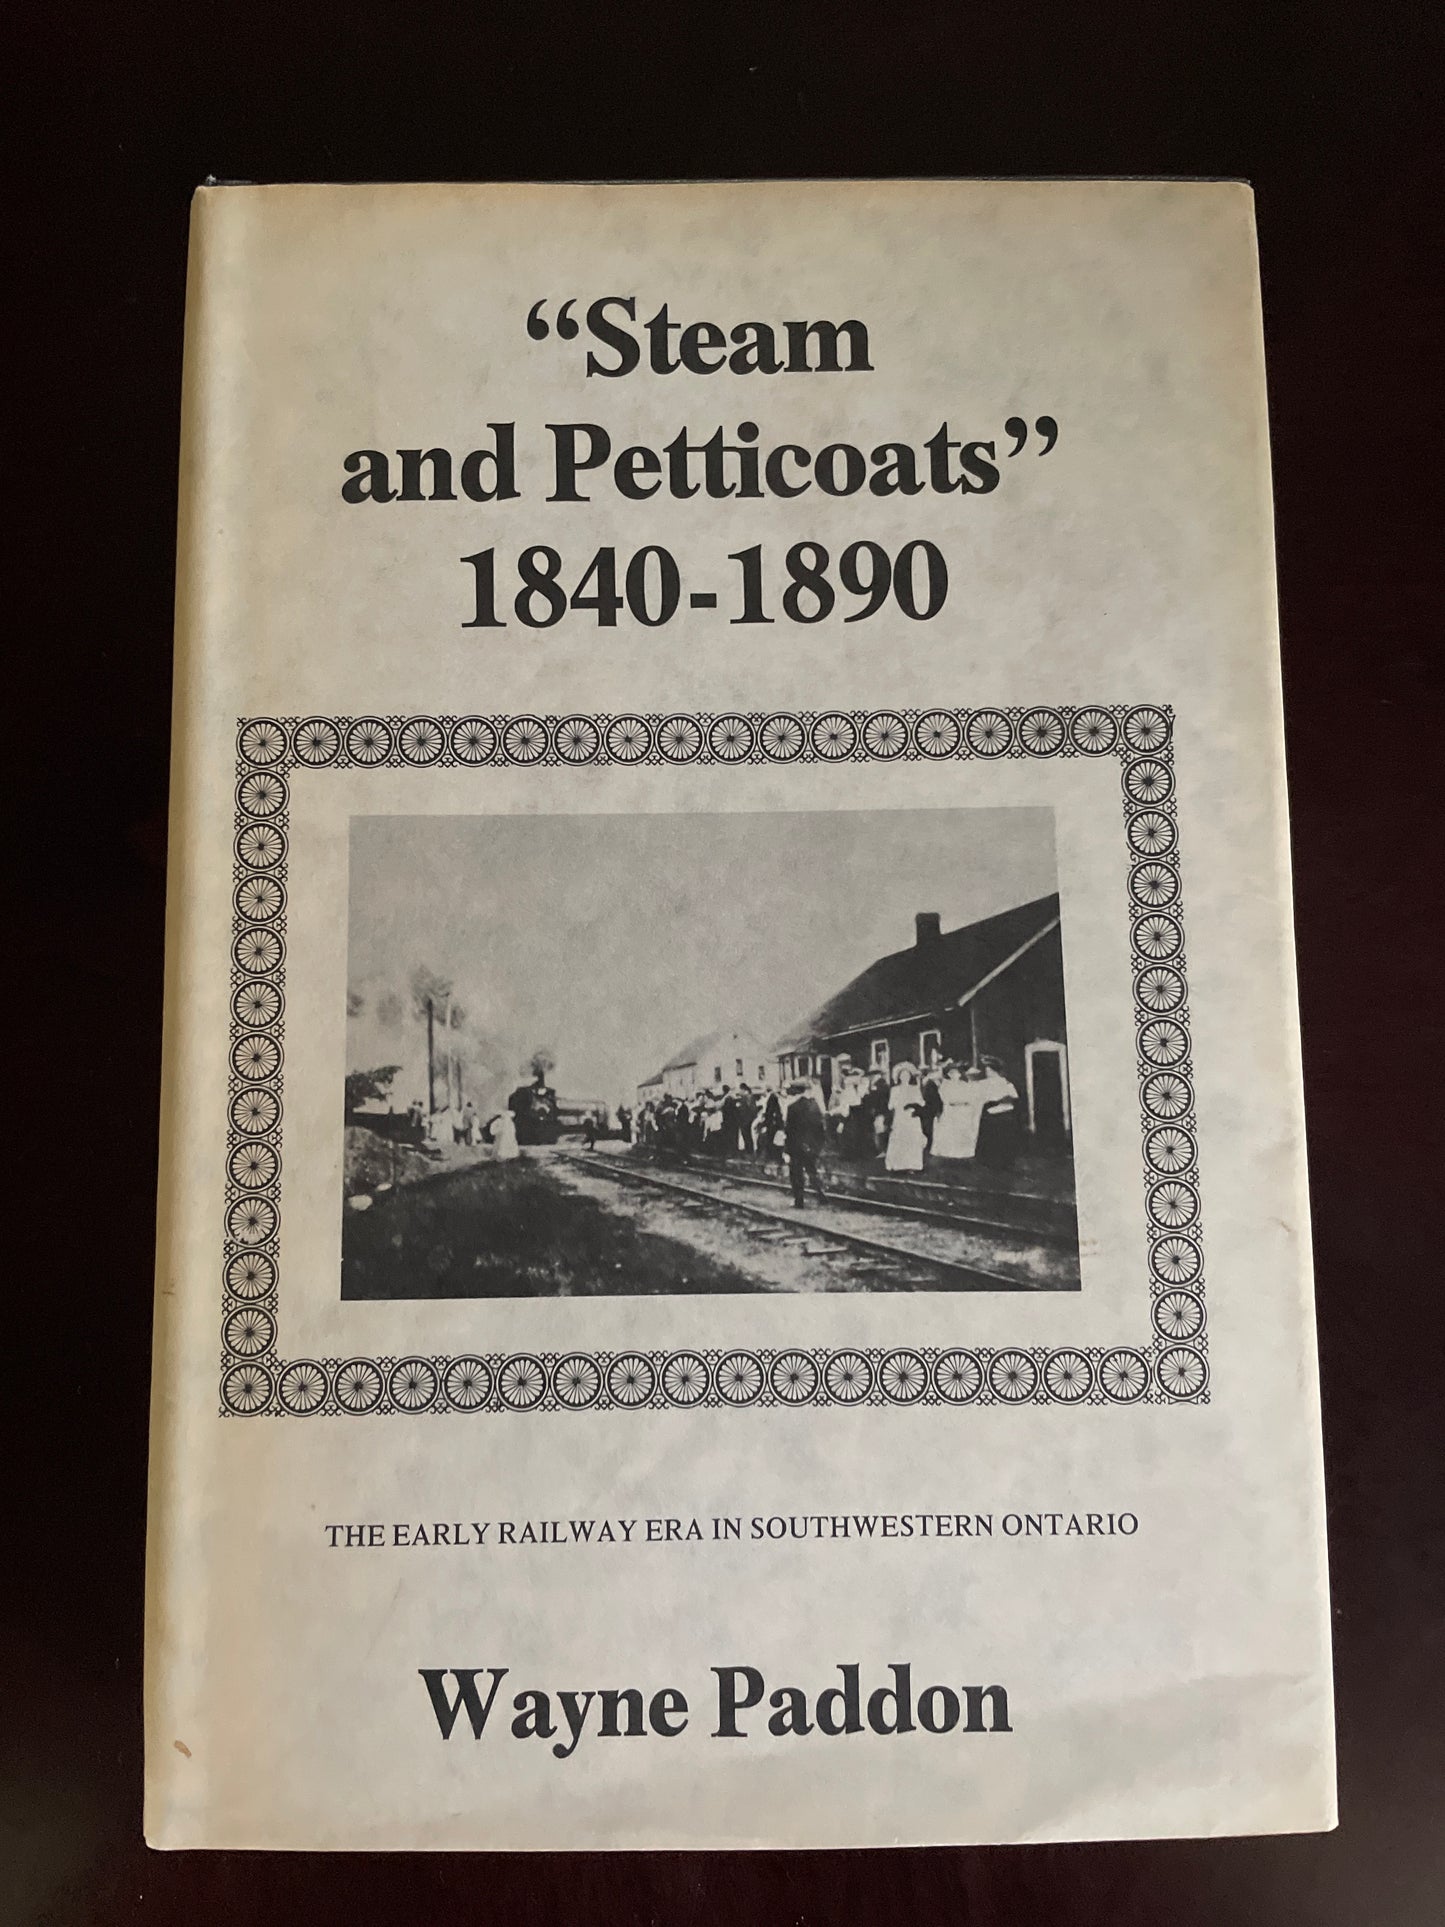 “Steam
and Petticoats”
1840-1890
THE EARLY RAILWAY ERA IN SOUTHWESTERN ONTARIO
Wayne Paddon